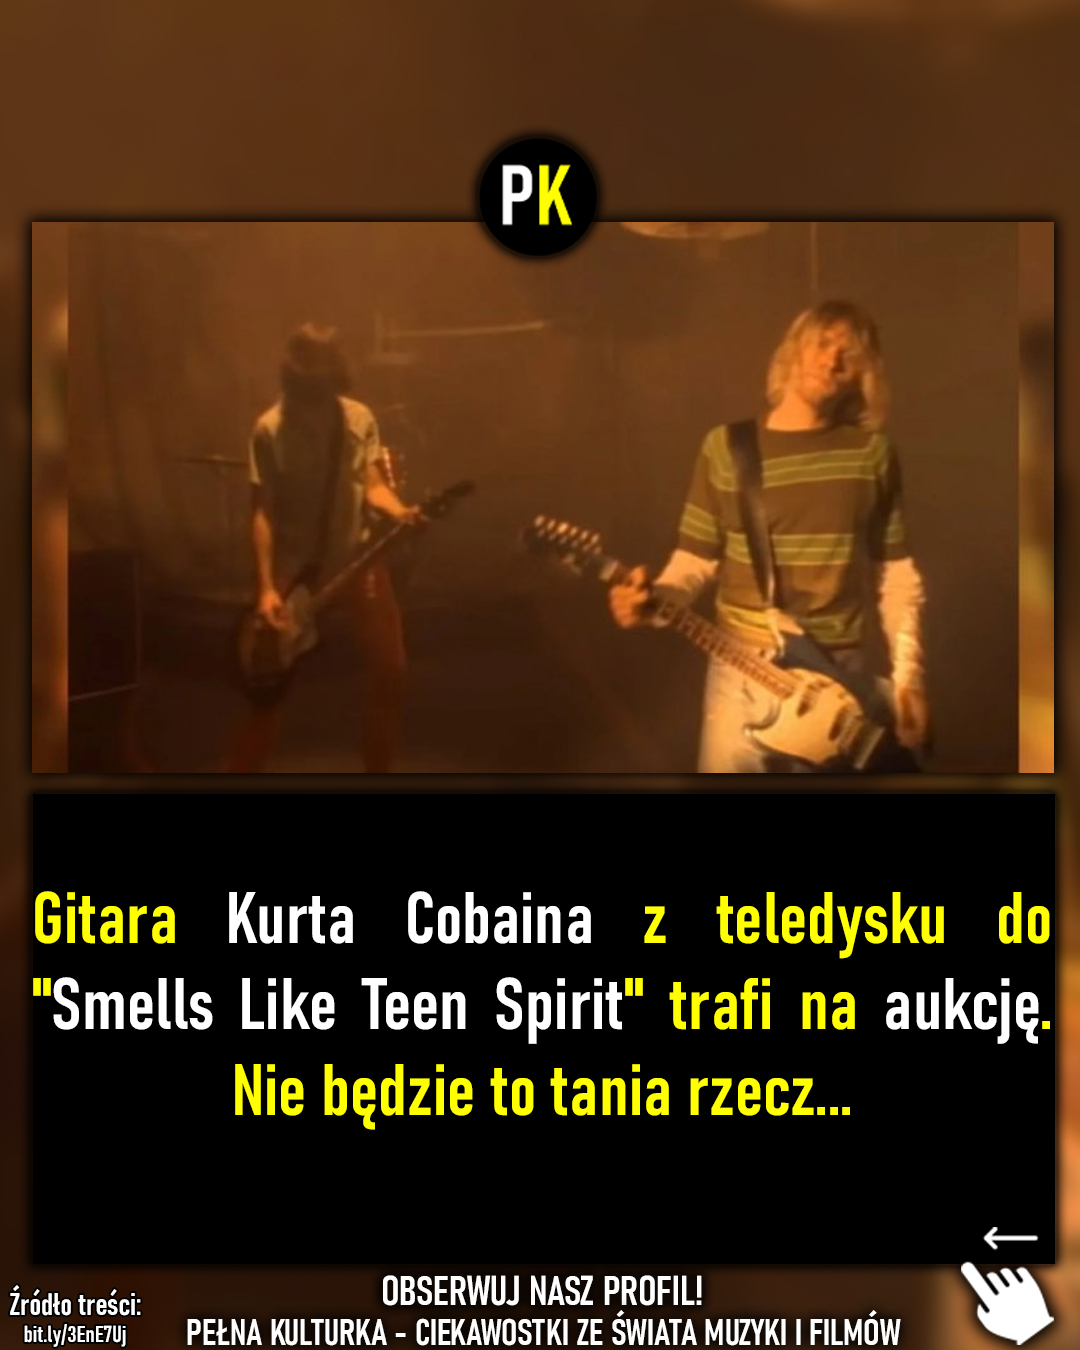 PK
Gitara Kurta Cobaina z teledysku do
"Smells Like Teen Spirit" trafi na aukcję.
Nie będzie to tania rzecz...
OBSERWUJ NASZ PROFIL!
PEŁNA KULTURKA - CIEKAWOSTKI ZE ŚWIATA MUZYKI I FILMÓW
Źródło treści:
bit.ly/3EnE7Uj